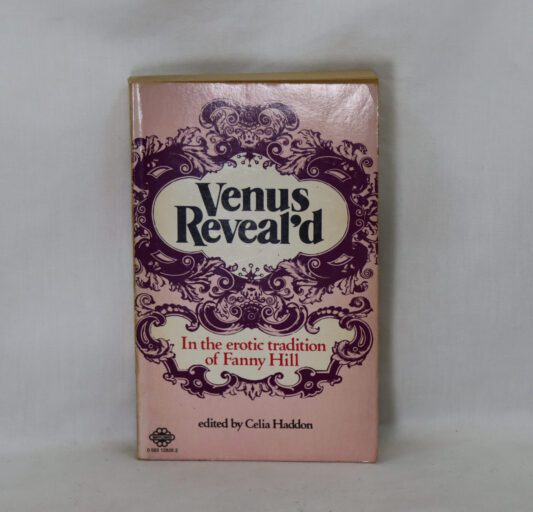 Venus
Reveal'd
In the erotic tradition
of Fanny Hill
edited by Celia Haddon